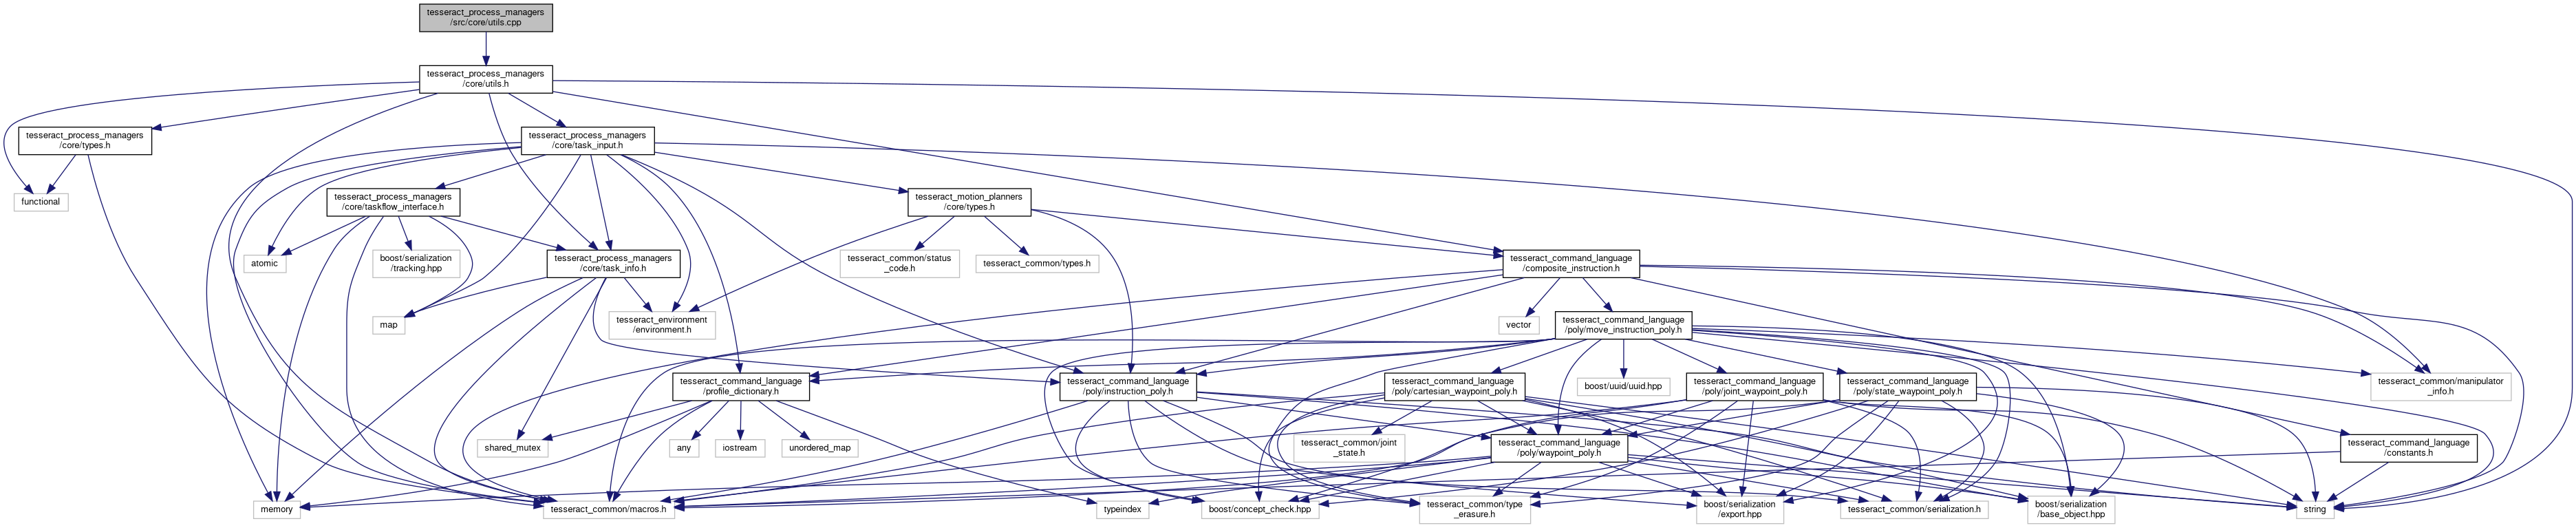 tesseract_process_managers
/src/core/utils.cpp
tesseract_process_managers
/core/utils.h
tesseract_process_managers
/core/types.h
tesseract_process_managers
/core/task_input.h
functional
tesseract_process_managers
/core/taskflow_interface.h
tesseract_motion_planners
/core/types.h
atomic
boost/serialization
/tracking.hpp
tesseract_process_managers
/core/task_info.h
tesseract_common/status
_code.h
tesseract_common/types.h
tesseract_command_language
/composite_instruction.h
map
tesseract_environment
/environment.h
vector
tesseract_command_language
/poly/move_instruction_poly.h
tesseract_command_language
/profile_dictionary.h
tesseract_command_language
/poly/instruction_poly.h
tesseract_command_language
/poly/cartesian_waypoint_poly.h
boost/uuid/uuid.hpp
tesseract_command_language
/poly/joint_waypoint_poly.h
tesseract_command_language
/poly/state_waypoint_poly.h
tesseract_common/manipulator
_info.h
shared_mutex
any
iostream
unordered_map
tesseract_common/joint
_state.h
tesseract_command_language
/poly/waypoint_poly.h
tesseract_command_language
/constants.h
memory
tesseract_common/macros.h
typeindex
boost/concept_check.hpp
tesseract_common/type
_erasure.h
boost/serialization
/export.hpp
tesseract_common/serialization.h
boost/serialization
/base_object.hpp
string